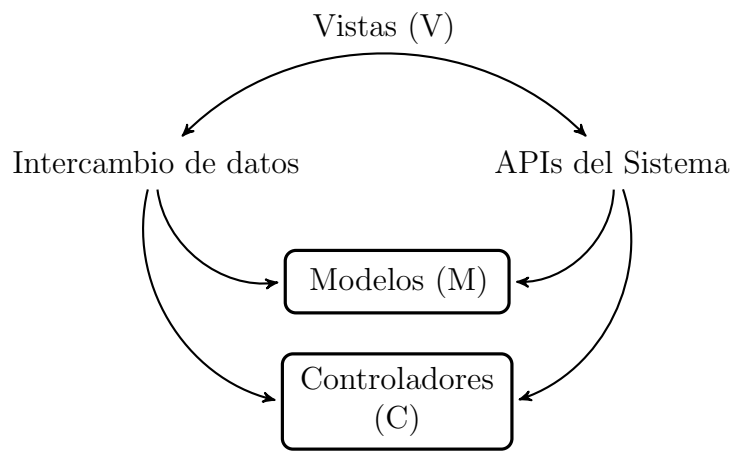 Vistas (V)
Intercambio de datos
APIs del Sistema
Modelos (M)
Controladores
(C)